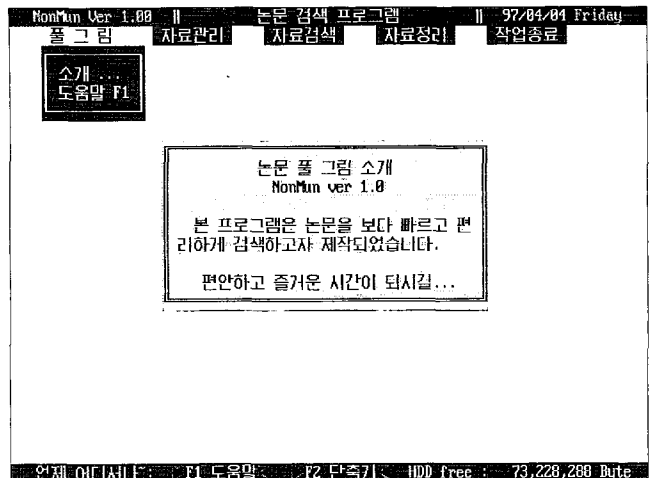 NonMun Ver 1.00 || 논문 검색 프로그램 || 97/04/04 Friday
풀 그 림 자료관리 자료검색 자료정리 작업종료
소개 ...
도움말 F1
논문 풀 그림 소개
NonMun ver 1.0
본 프로그램은 논문을 보다 빠르고 편
리하게 검색하고자 제작되었습니다.
편안하고 즐거운 시간이 되시길...
언제 어디서나 : F1 도움말 F2 단축키 HDD free : 73,228,288 Byte